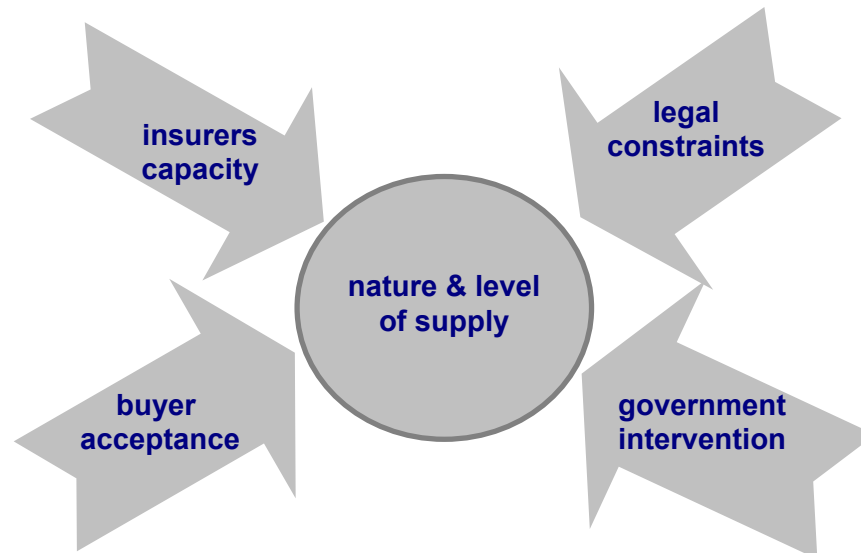 insurers
capacity
legal
constraints
nature & level
of supply
buyer
acceptance
government
intervention